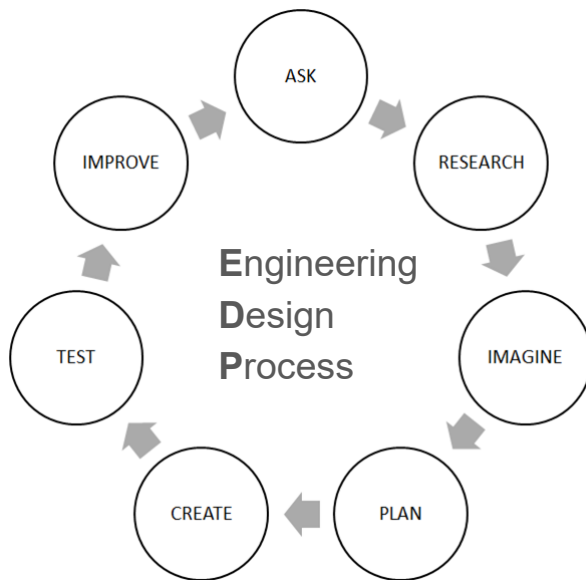 ASK
RESEARCH
IMAGINE
PLAN
CREATE
TEST
IMPROVE
Engineering
Design
Process